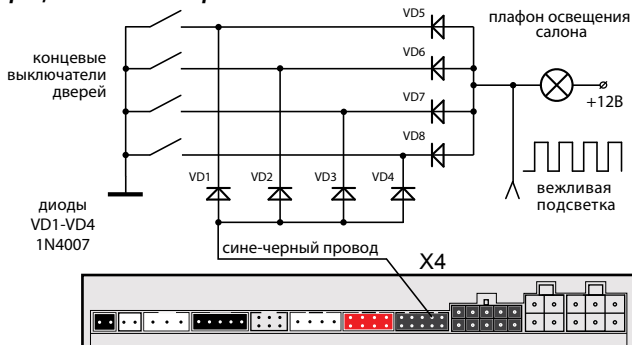 VD5
плафон освещения
салона
концевые
выключатели
дверей
VD6
VD7
+12В
VD8
VD1
VD2
VD3
VD4
вежливая
подсветка
диоды
VD1-VD4
1N4007
сине-черный провод
X4